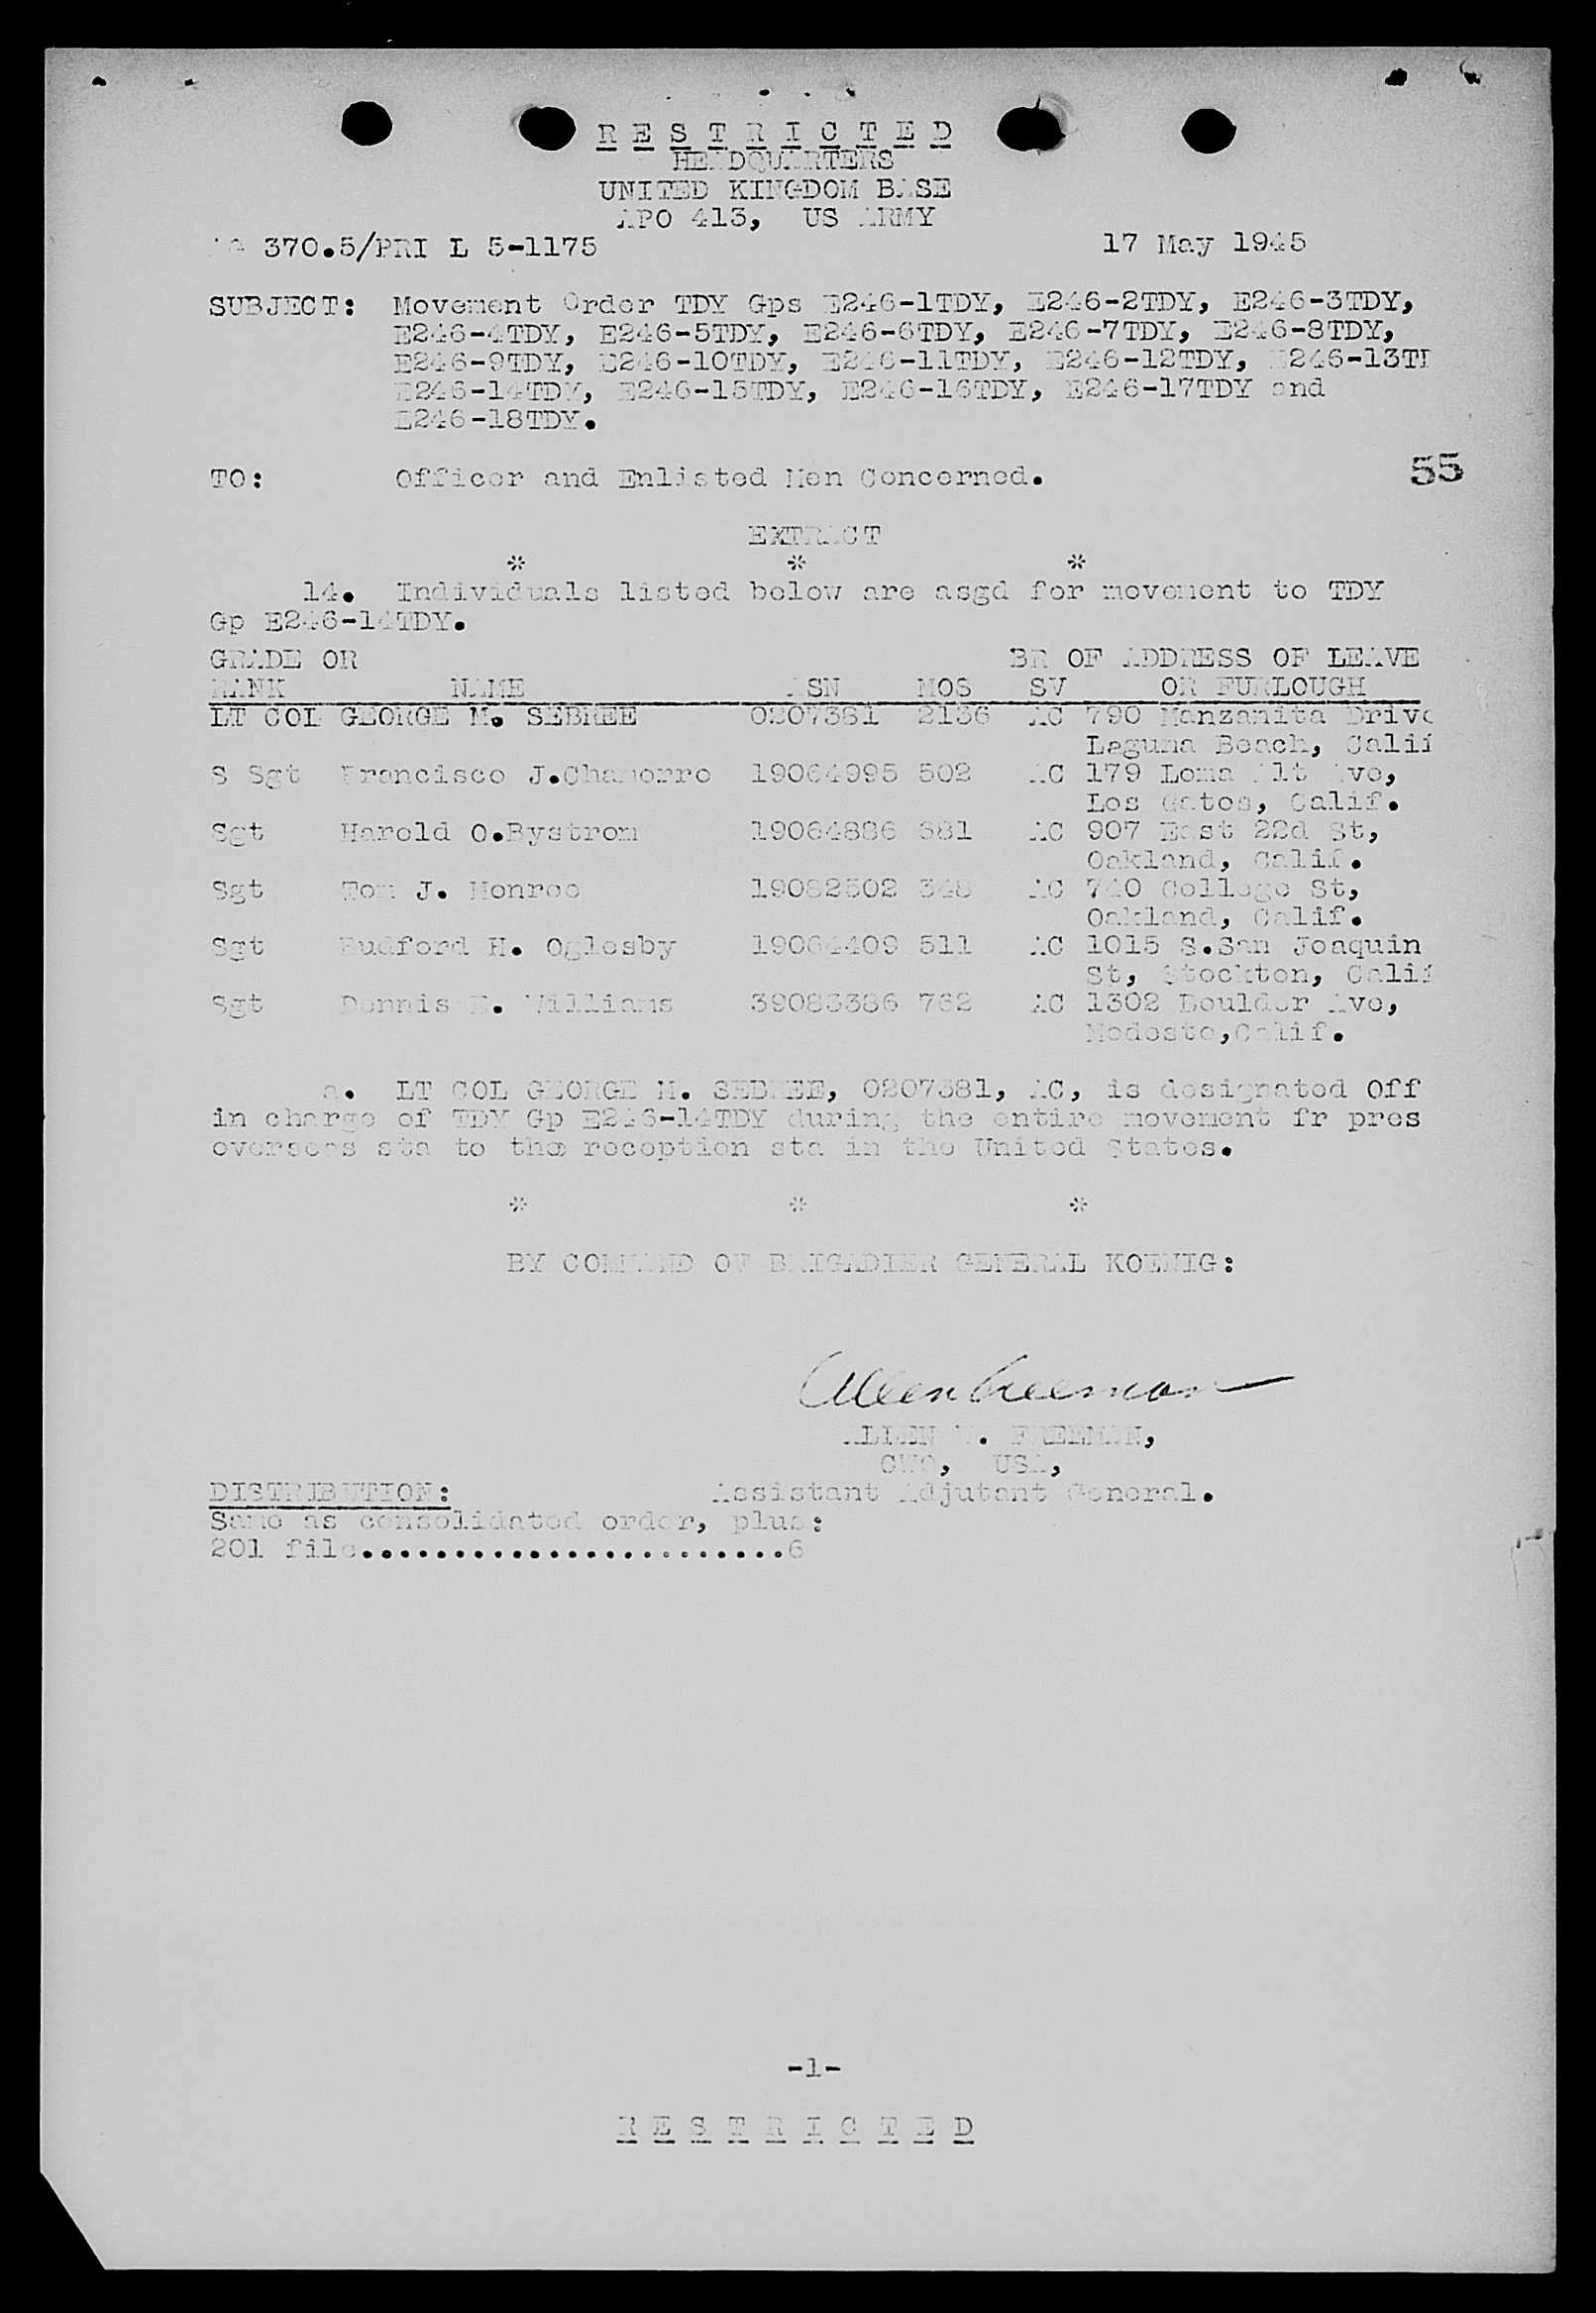 R E S T R I C T E D
HEADQUARTERS
UNITED KINGDOM BASE
APO 413, US ARMY
AG 370.5/PRI L 5-1175 17 May 1945
SUBJECT: Movement Order TDY Gps E246-1TDY, E246-2TDY, E246-3TDY,
E246-4TDY, E246-5TDY, E246-6TDY, E246-7TDY, E246-8TDY,
E246-9TDY, E246-10TDY, E246-11TDY, E246-12TDY, E246-13TD
E246-14TDY, E246-15TDY, E246-16TDY, E246-17TDY and
E246-18TDY.
TO: Officer and Enlisted Men Concerned.
55
EXTRACT
* * *
14. Individuals listed below are asgd for movement to TDY
Gp E246-14TDY.
GRADE OR BR OF ADDRESS OF LEAVE
RANK NAME ASN MOS SV OR FURLOUGH
LT COL GEORGE M. SEBREE O207381 2136 AC 790 Manzanita Drive
Laguna Beach, Calif
S Sgt Francisco J.Chamorro 19064995 502 AC 179 Loma Alt Ave,
Los Gatos, Calif.
Sgt Harold O.Bystrom 19064886 681 AC 907 East 22d St,
Oakland, Calif.
Sgt Tom J. Monroe 19082502 348 AC 740 College St,
Oakland, Calif.
Sgt Budford H. Oglesby 19064409 511 AC 1015 S.San Joaquin
St, Stockton, Calif
Sgt Dennis Williams 39083386 762 AC 1302 Boulder Ave,
Modesto,Calif.
a. LT COL GEORGE M. SEBREE, O207381, AC, is designated Off
in charge of TDY Gp E246-14TDY during the entire movement fr pres
overseas sta to the reception sta in the United States.
* * *
BY COMMAND OF BRIGADIER GENERAL KOENIG:
Allen Freeman
ALLEN W. FREEMAN,
CWO, USA,
DISTRIBUTION: Assistant Adjutant General.
Same as consolidated order, plus:
201 file.......................6
-1-
R E S T R I C T E D